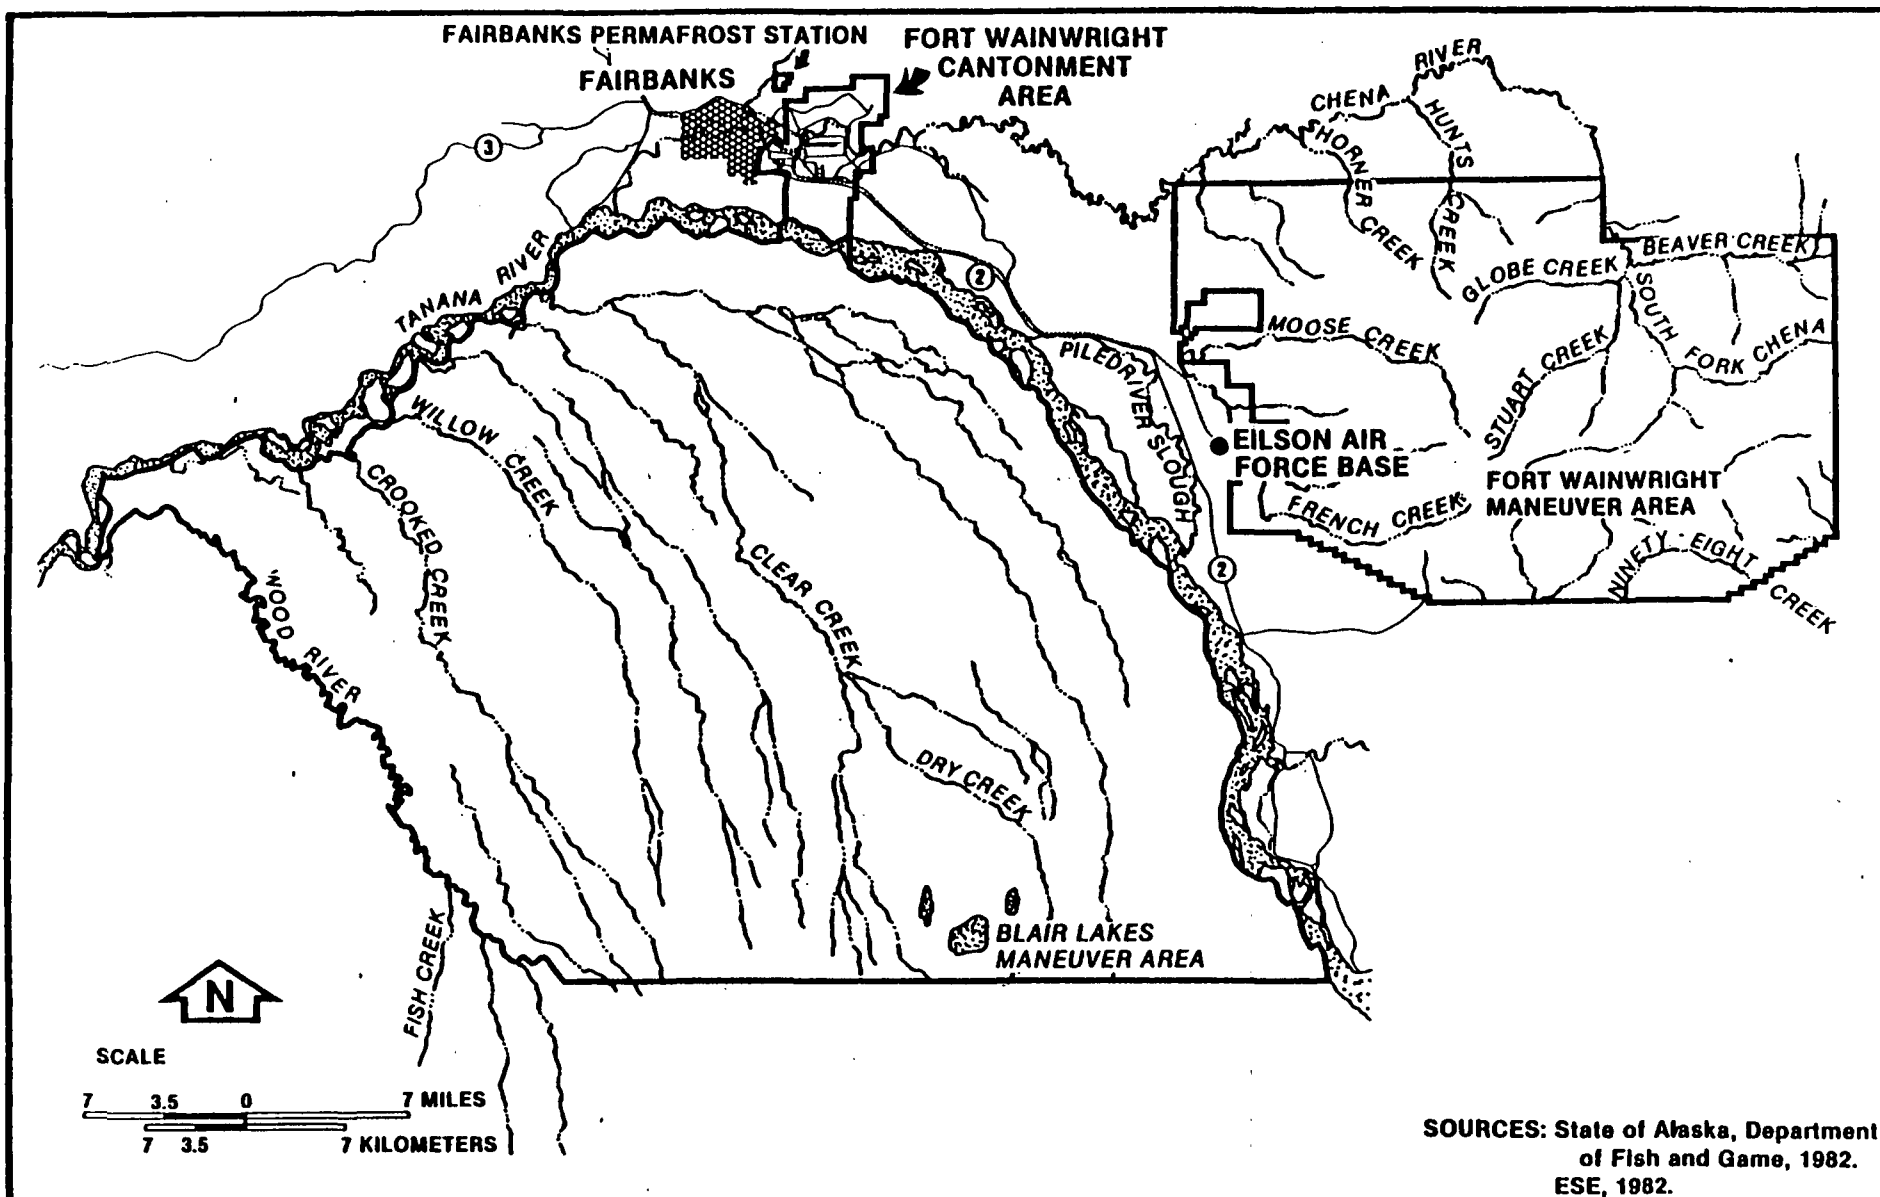 FAIRBANKS PERMAFROST STATION
FAIRBANKS
FORT WAINWRIGHT
CANTONMENT
AREA
CHENA RIVER
HUNTS CREEK
SHORNER CREEK
3
TANANA RIVER
2
BEAVER CREEK
GLOBE CREEK
SOUTH FORK CHENA
MOOSE CREEK
STUART CREEK
PILEDRIVER SLOUGH
WILLOW CREEK
EILSON AIR
FORCE BASE
CROOKED CREEK
FORT WAINWRIGHT
MANEUVER AREA
FRENCH CREEK
NINETY - EIGHT CREEK
2
CLEAR CREEK
WOOD RIVER
DRY CREEK
BLAIR LAKES
MANEUVER AREA
FISH CREEK
N
SCALE
7 3.5 0 7 MILES
7 3.5 7 KILOMETERS
SOURCES: State of Alaska, Department
of Fish and Game, 1982.
ESE, 1982.